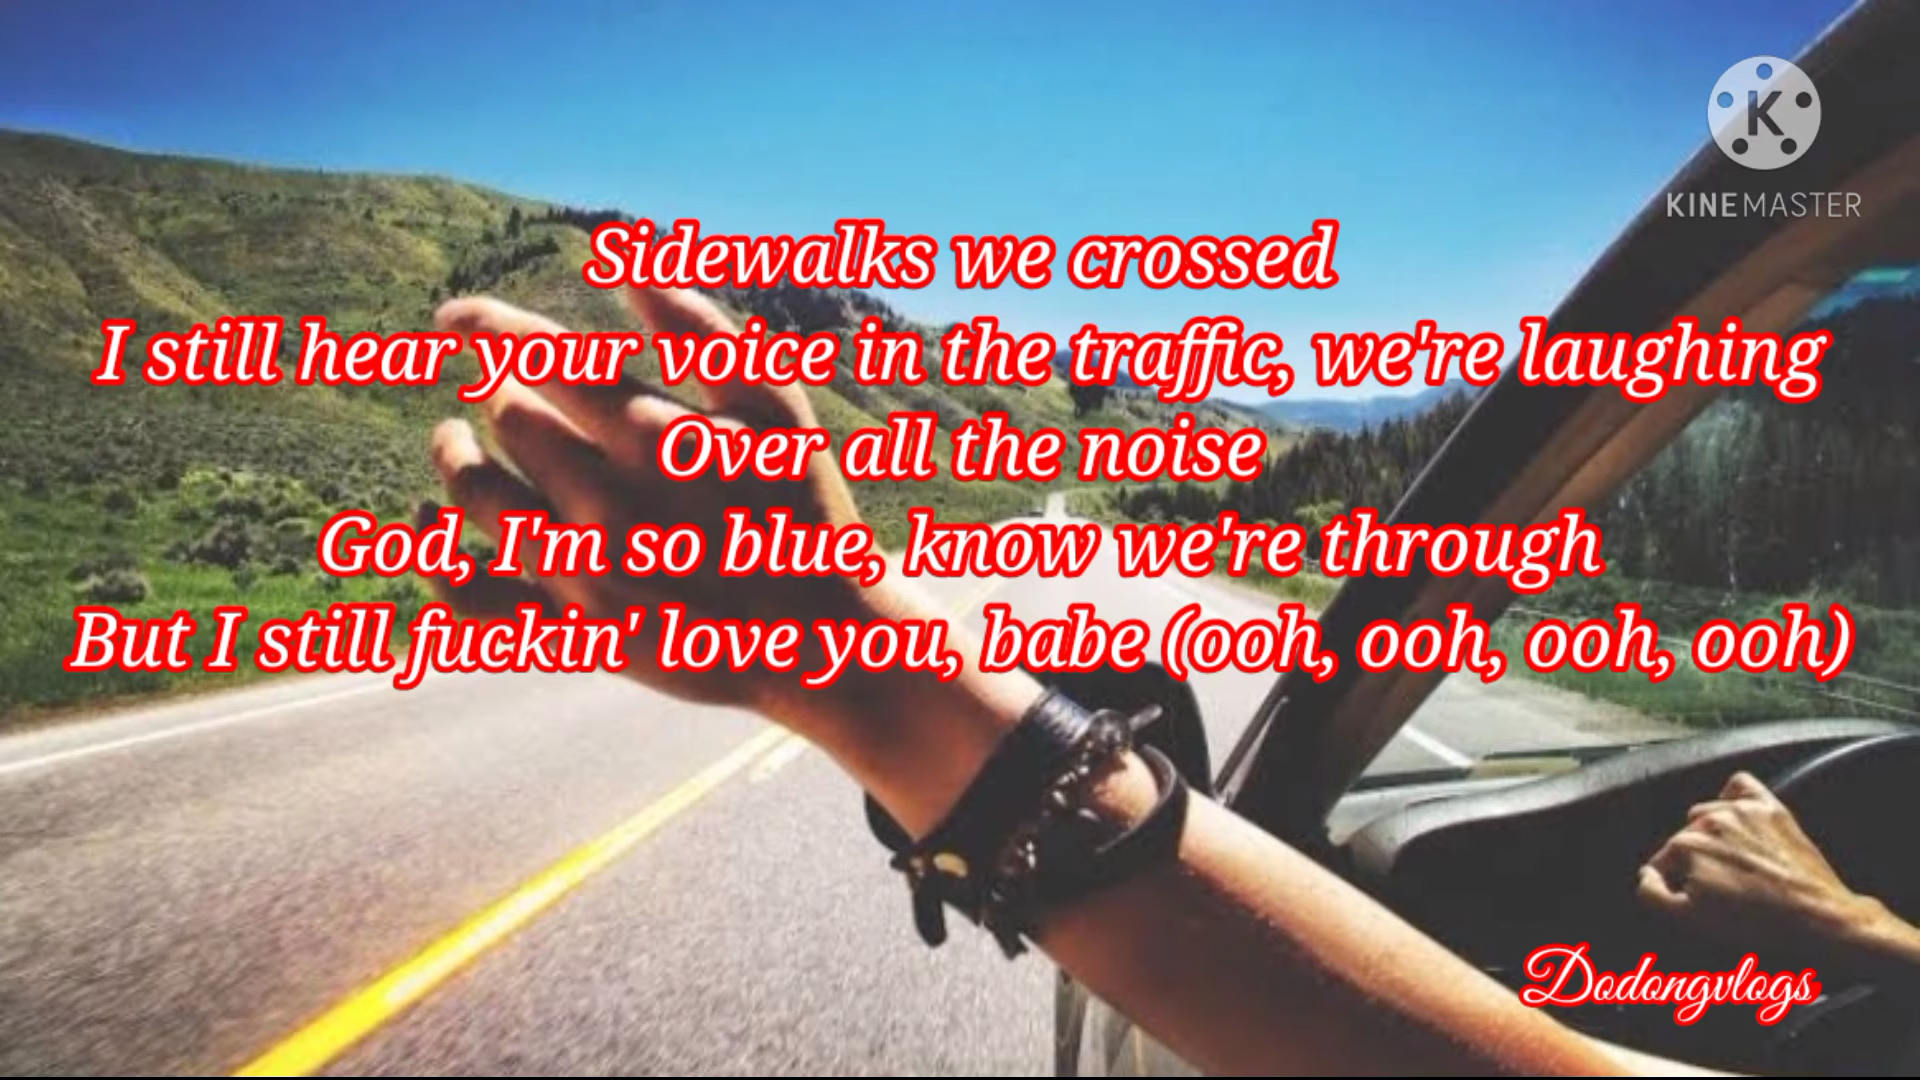 KINEMASTER
Sidewalks we crossed
I still hear your voice in the traffic, we're laughing
Over all the noise
God, I'm so blue, know we're through
But I still fuckin' love you, babe (ooh, ooh, ooh, ooh)
Dodongvlogs